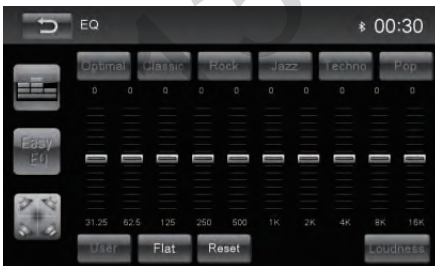 EQ 00:30
Optimal Classic Rock Jazz Techno Pop
0 0 0 0 0 0 0 0 0 0
Easy
EQ
31.25 62.5 125 250 500 1K 2K 4K 8K 16K
User Flat Reset Loudness